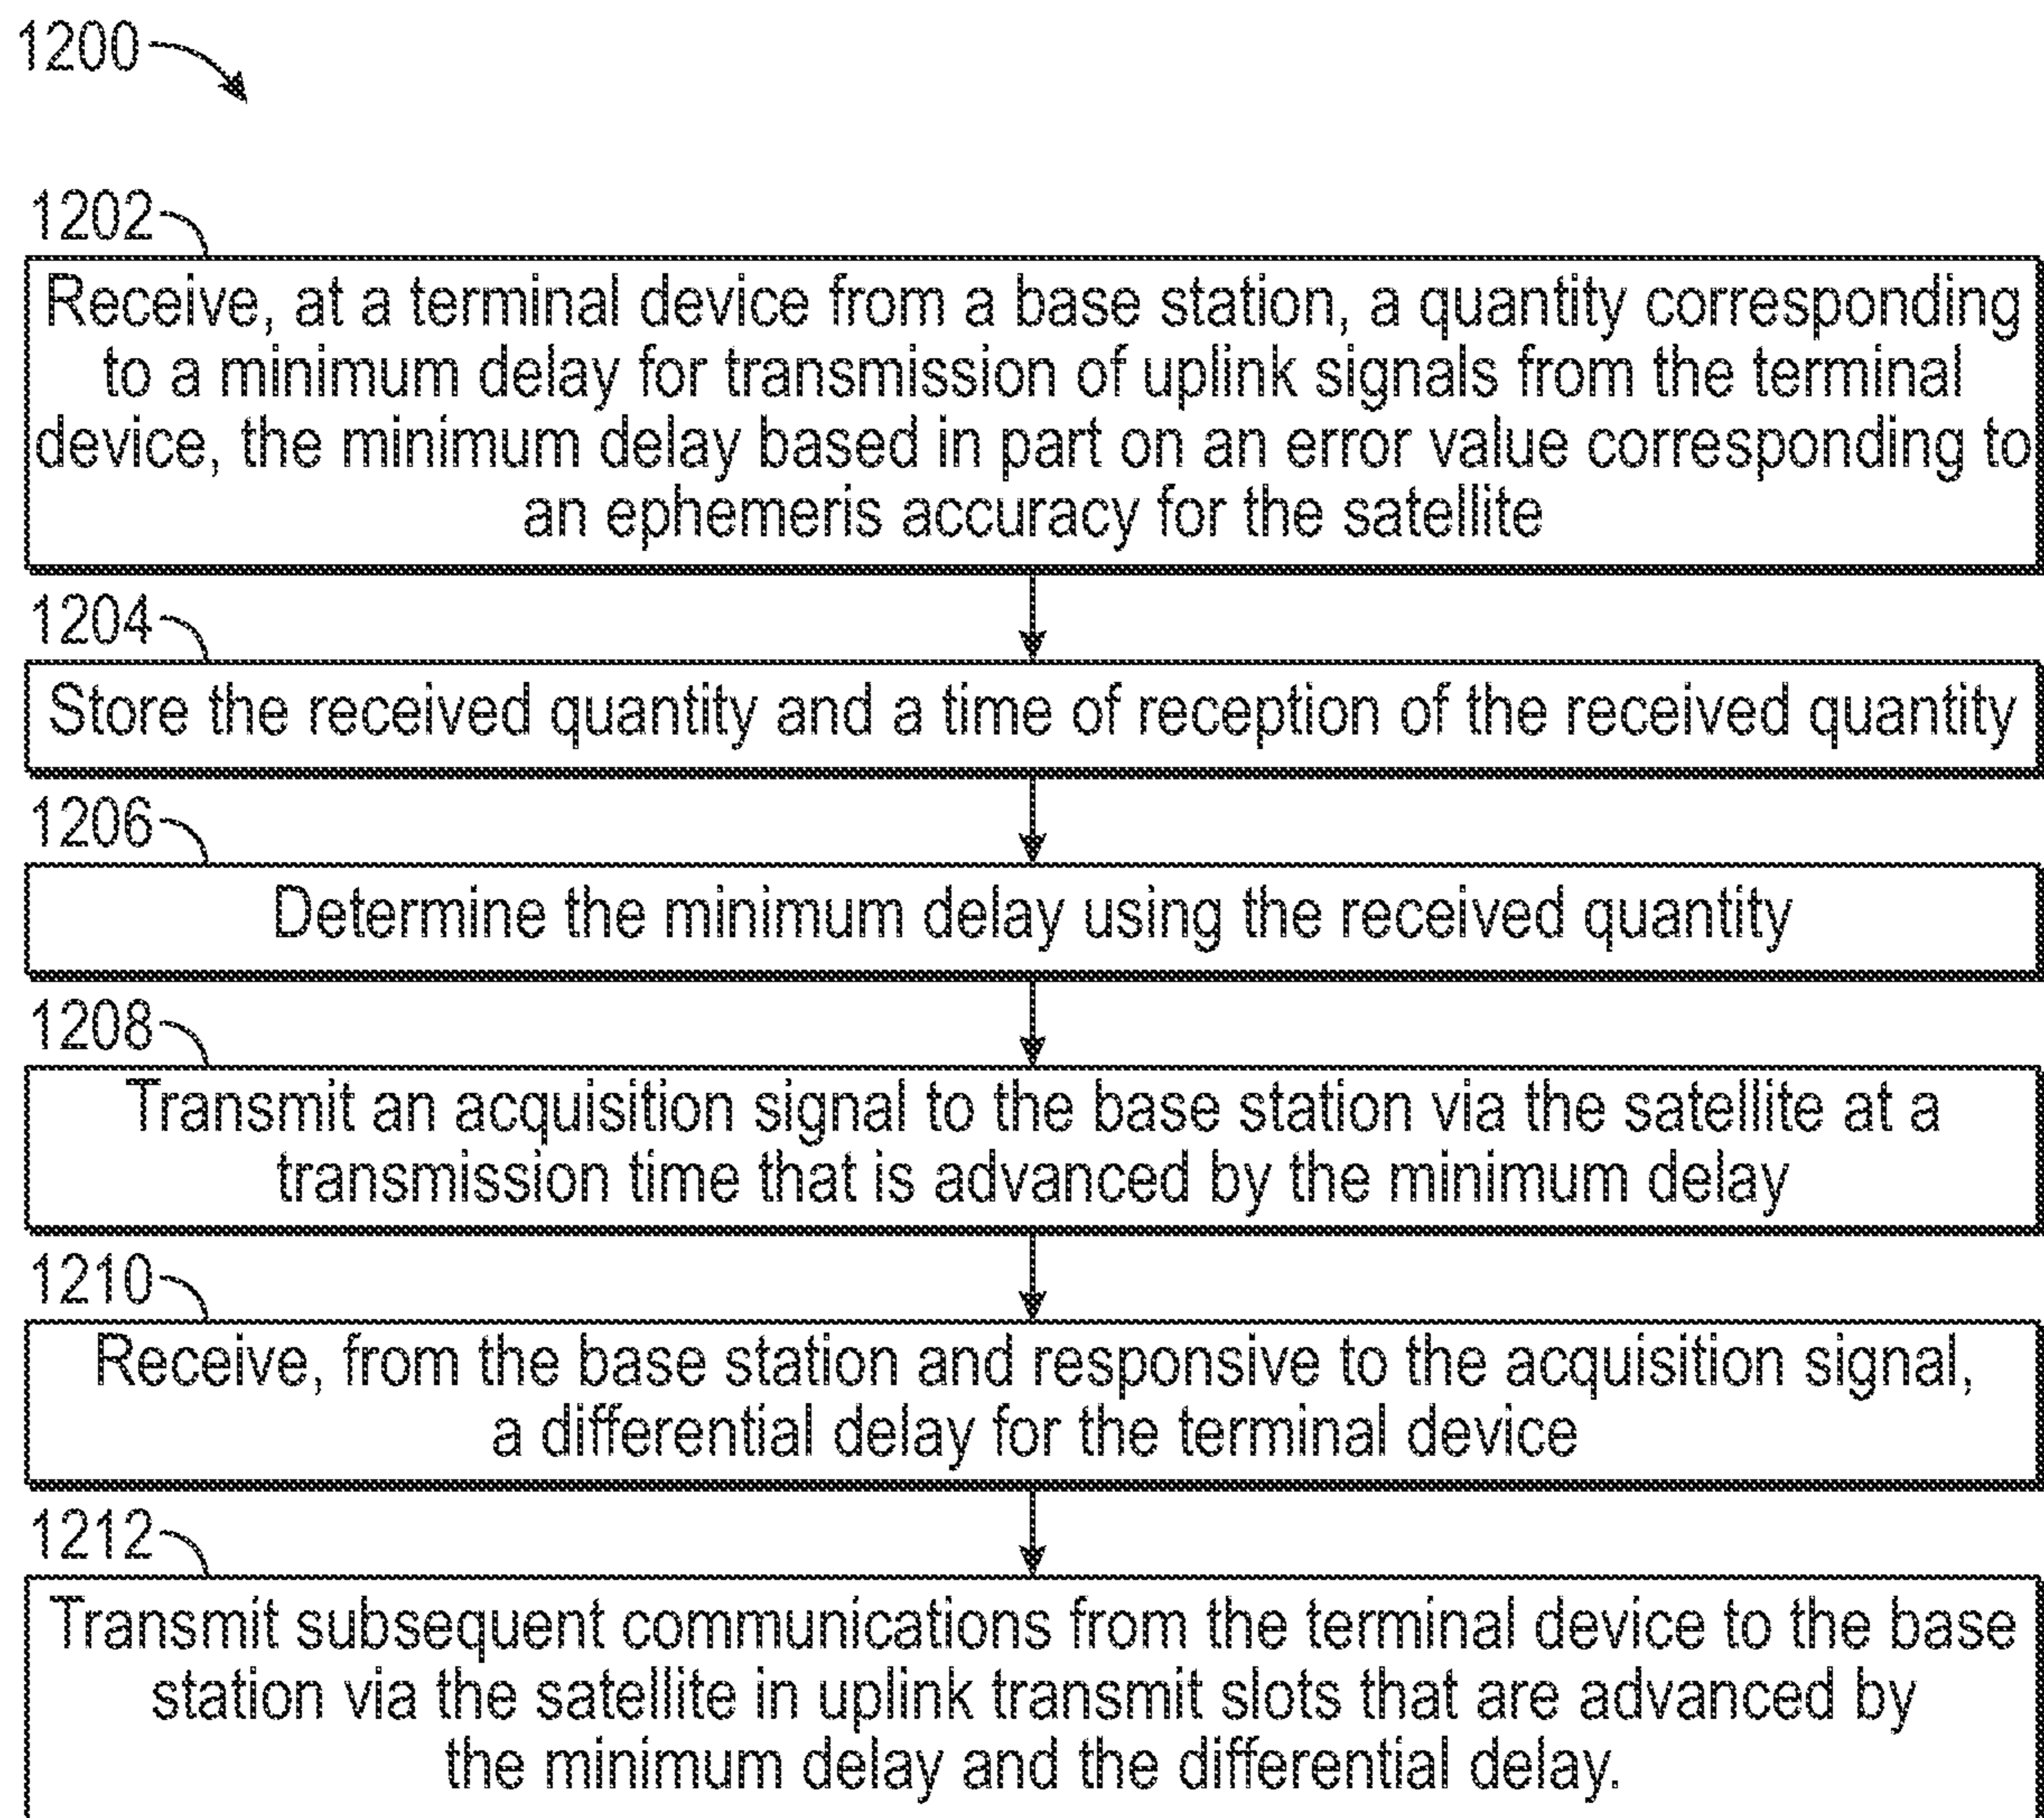 1200
1202
Receive, at a terminal device from a base station, a quantity corresponding
to a minimum delay for transmission of uplink signals from the terminal
device, the minimum delay based in part on an error value corresponding to
an ephemeris accuracy for the satellite
1204
Store the received quantity and a time of reception of the received quantity
1206
Determine the minimum delay using the received quantity
1208
Transmit an acquisition signal to the base station via the satellite at a
transmission time that is advanced by the minimum delay
1210
Receive, from the base station and responsive to the acquisition signal,
a differential delay for the terminal device
1212
Transmit subsequent communications from the terminal device to the base
station via the satellite in uplink transmit slots that are advanced by
the minimum delay and the differential delay.